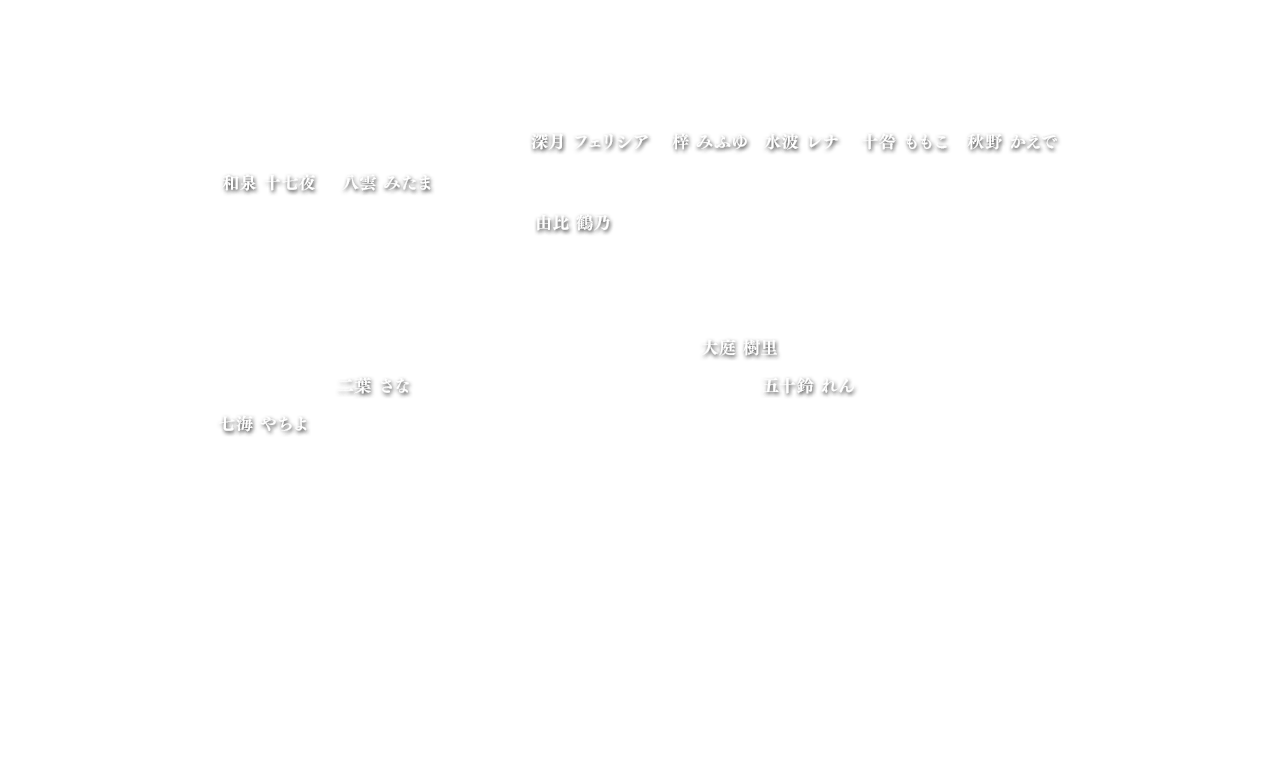 深月 フェリシア 梓 みふゆ 水波 レナ 十咎 ももこ 秋野 かえで
和泉 十七夜 八雲 みたま
由比 鶴乃
大庭 樹里
二葉 さな 五十鈴 れん
七海 やちよ